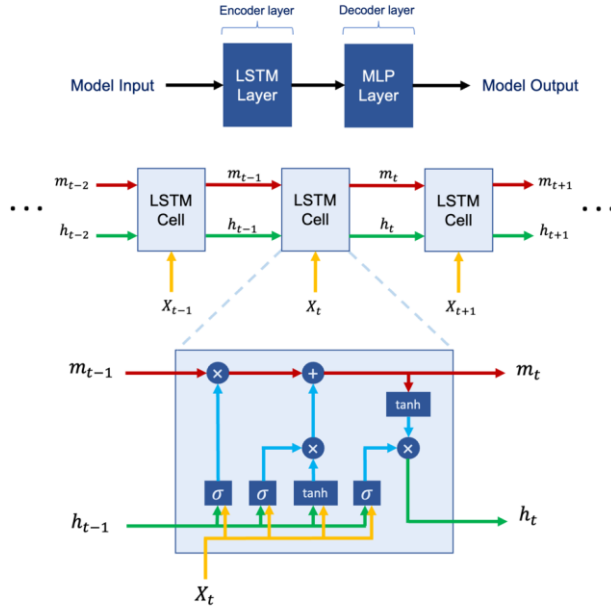 Encoder layer
Decoder layer
Model Input
LSTM
Layer
MLP
Layer
Model Output
... m_{t-2} m_{t-1} m_t m_{t+1} ...
LSTM
Cell
LSTM
Cell
LSTM
Cell
h_{t-2} h_{t-1} h_t h_{t+1}
X_{t-1} X_t X_{t+1}
m_{t-1} × + m_t
tanh
× ×
σ σ tanh σ
h_{t-1} h_t
X_t